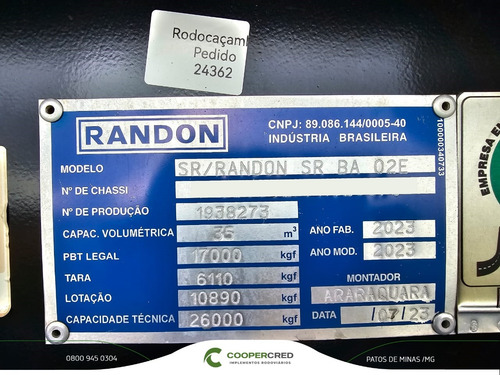 Rodocaçamb
Pedido
24362
RANDON
CNPJ: 89.086.144/0005-40
INDÚSTRIA BRASILEIRA
100000340733
MODELO SR/RANDON SR BA 02E
Nº DE CHASSI
Nº DE PRODUÇÃO 1938273
CAPAC. VOLUMÉTRICA 35 m³ ANO FAB. 2023
PBT LEGAL 17000 kgf ANO MOD. 2023
TARA 6110 kgf MONTADOR
LOTAÇÃO 10890 kgf ARARAQUARA
CAPACIDADE TÉCNICA 26000 kgf DATA /07/23
EMPRESA
0800 945 0304
COOPERCRED
IMPLEMENTOS RODOVIÁRIOS
PATOS DE MINAS /MG